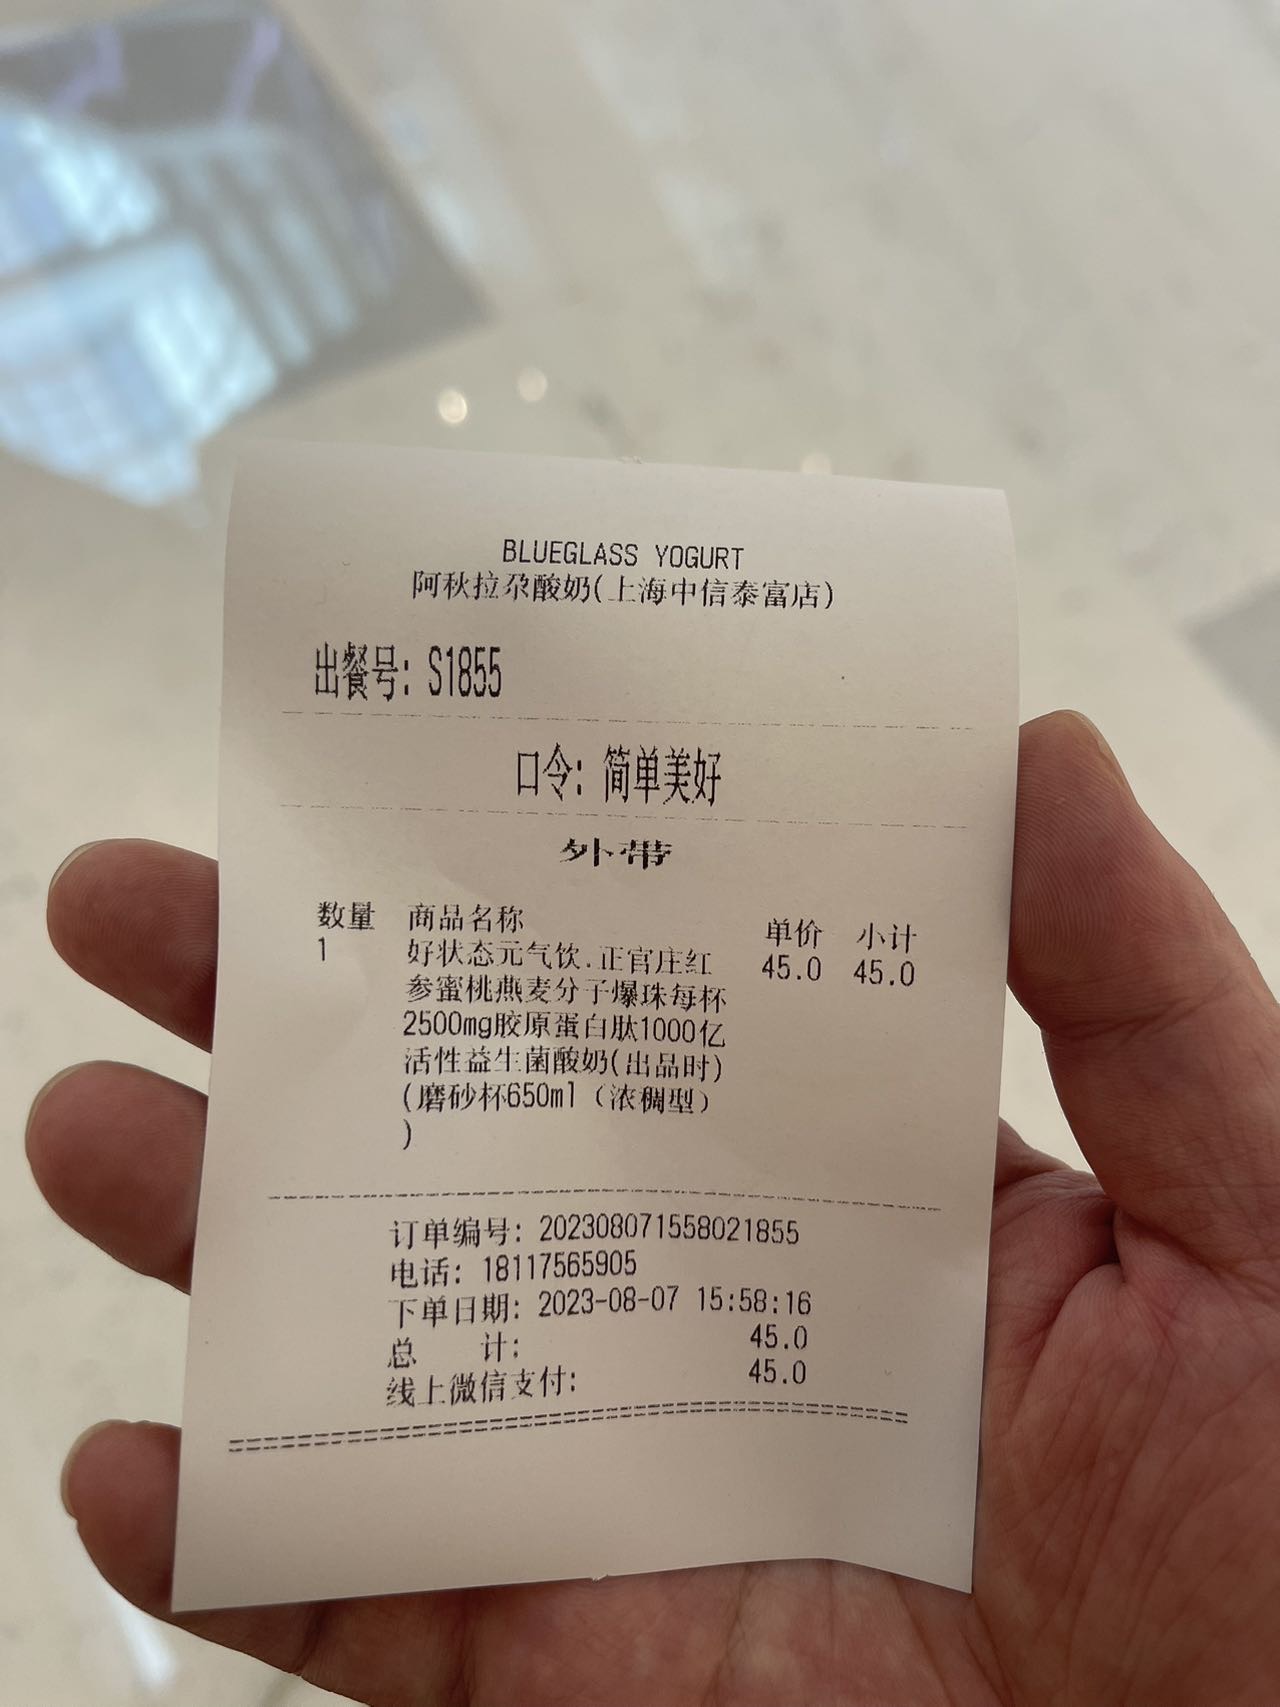 BLUEGLASS YOGURT
阿秋拉尕酸奶(上海中信泰富店)
出餐号: S1855
口令: 简单美好
外带
数量 商品名称 单价 小计
1 好状态元气饮.正官庄红 45.0 45.0
参蜜桃燕麦分子爆珠每杯
2500mg胶原蛋白肽1000亿
活性益生菌酸奶(出品时)
(磨砂杯650ml（浓稠型）
)
订单编号: 202308071558021855
电话: 18117565905
下单日期: 2023-08-07 15:58:16
总 计: 45.0
线上微信支付: 45.0